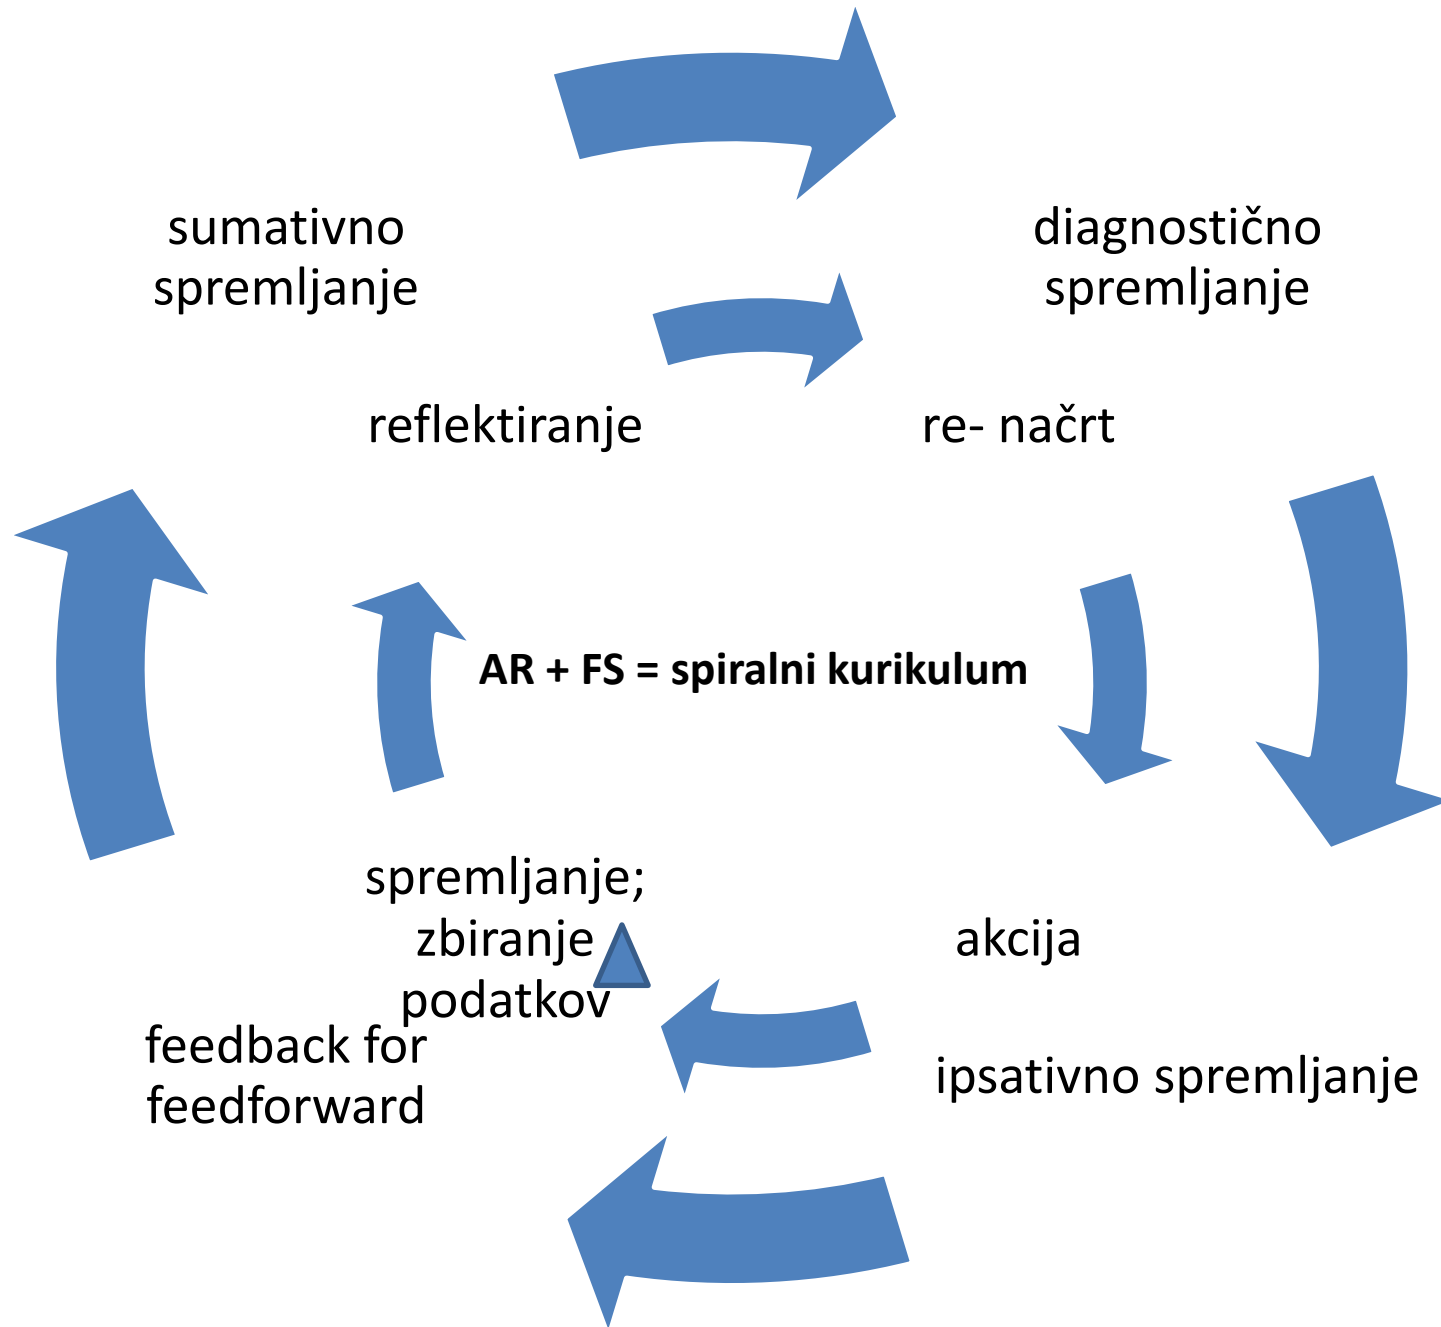 sumativno
spremljanje
diagnostično
spremljanje
reflektiranje
re- načrt
AR + FS = spiralni kurikulum
spremljanje;
zbiranje
podatkov
akcija
feedback for
feedforward
ipsativno spremljanje